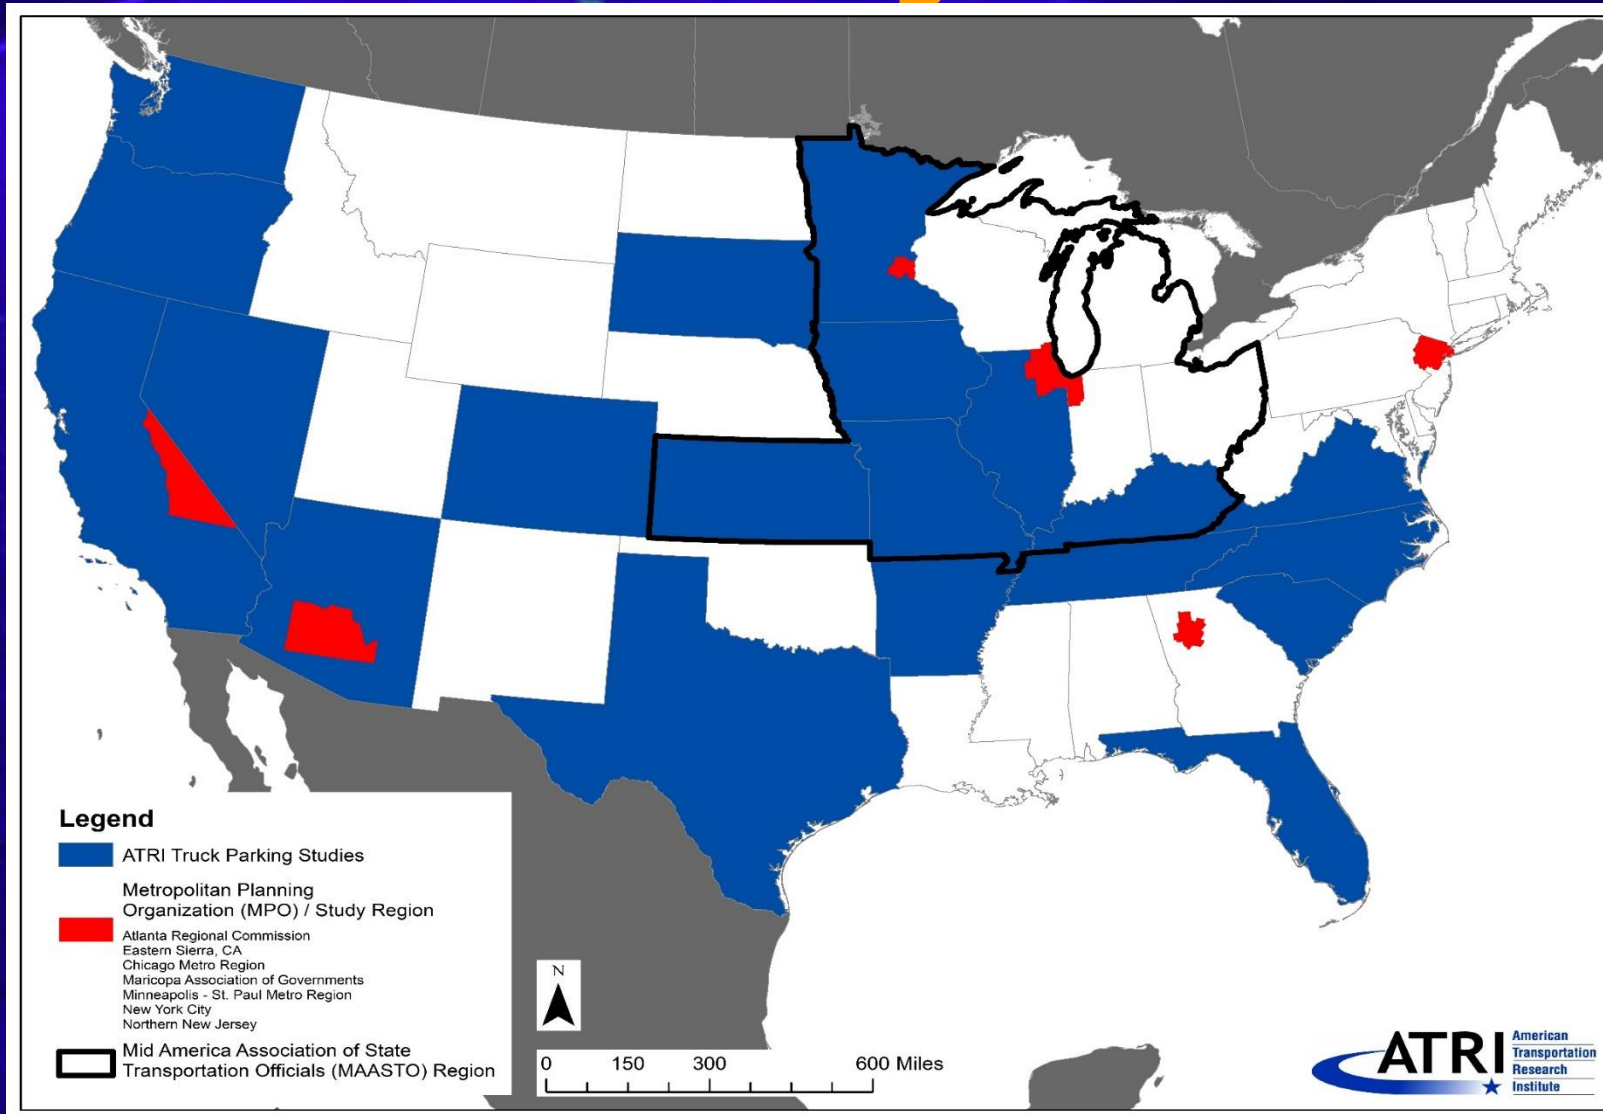 Legend
ATRI Truck Parking Studies
Metropolitan Planning
Organization (MPO) / Study Region
Atlanta Regional Commission
Eastern Sierra, CA
Chicago Metro Region
Maricopa Association of Governments
Minneapolis - St. Paul Metro Region
New York City
Northern New Jersey
Mid America Association of State
Transportation Officials (MAASTO) Region
N
0 150 300 600 Miles
ATRI
American
Transportation
Research
Institute